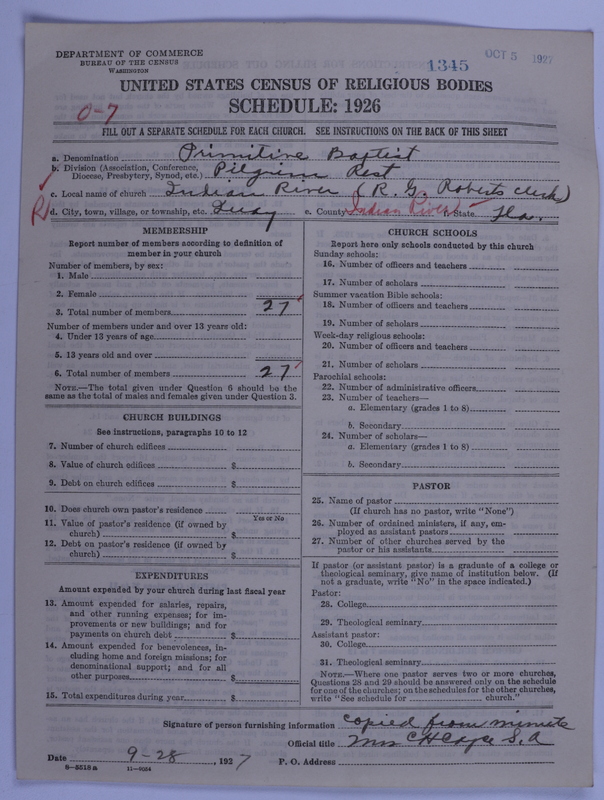 DEPARTMENT OF COMMERCE
BUREAU OF THE CENSUS
WASHINGTON
1345
OCT 5 1927
UNITED STATES CENSUS OF RELIGIOUS BODIES
SCHEDULE: 1926
0-7
FILL OUT A SEPARATE SCHEDULE FOR EACH CHURCH. SEE INSTRUCTIONS ON THE BACK OF THIS SHEET
a. Denomination Primitive Baptist
b. Division (Association, Conference, Diocese, Presbytery, Synod, etc.) Pilgrim Rest
c. Local name of church Indian River (R. G. Roberts clerk)
d. City, town, village, or township, etc. Quay e. County Indian River State Fla.
MEMBERSHIP
Report number of members according to definition of
member in your church
Number of members, by sex:
1. Male
2. Female
3. Total number of members 27
Number of members under and over 13 years old:
4. Under 13 years of age
5. 13 years old and over
6. Total number of members 27
NOTE.—The total given under Question 6 should be the
same as the total of males and females given under Question 3.
CHURCH BUILDINGS
See instructions, paragraphs 10 to 12
7. Number of church edifices
8. Value of church edifices $
9. Debt on church edifices $
10. Does church own pastor's residence
Yes or No
11. Value of pastor's residence (if owned by
church) $
12. Debt on pastor's residence (if owned by
church) $
EXPENDITURES
Amount expended by your church during last fiscal year
13. Amount expended for salaries, repairs,
and other running expenses; for im-
provements or new buildings; and for
payments on church debt $
14. Amount expended for benevolences, in-
cluding home and foreign missions; for
denominational support; and for all
other purposes $
15. Total expenditures during year $
CHURCH SCHOOLS
Report here only schools conducted by this church
Sunday schools:
16. Number of officers and teachers
17. Number of scholars
Summer vacation Bible schools:
18. Number of officers and teachers
19. Number of scholars
Week-day religious schools:
20. Number of officers and teachers
21. Number of scholars
Parochial schools:
22. Number of administrative officers
23. Number of teachers—
a. Elementary (grades 1 to 8)
b. Secondary
24. Number of scholars—
a. Elementary (grades 1 to 8)
b. Secondary
PASTOR
25. Name of pastor
(If church has no pastor, write "None")
26. Number of ordained ministers, if any, em-
ployed as assistant pastors
27. Number of other churches served by the
pastor or his assistants
If pastor (or assistant pastor) is a graduate of a college or
theological seminary, give name of institution below. (If
not a graduate, write "No" in the space indicated.)
Pastor:
28. College
29. Theological seminary
Assistant pastor:
30. College
31. Theological seminary
NOTE.—Where one pastor serves two or more churches,
Questions 28 and 29 should be answered only on the schedule
for one of the churches; on the schedules for the other churches,
write "See schedule for church."
Signature of person furnishing information copied from minute
Official title Mrs C H Cayce S. A
Date 9-28, 1927 P. O. Address
8-5518a 11-9084